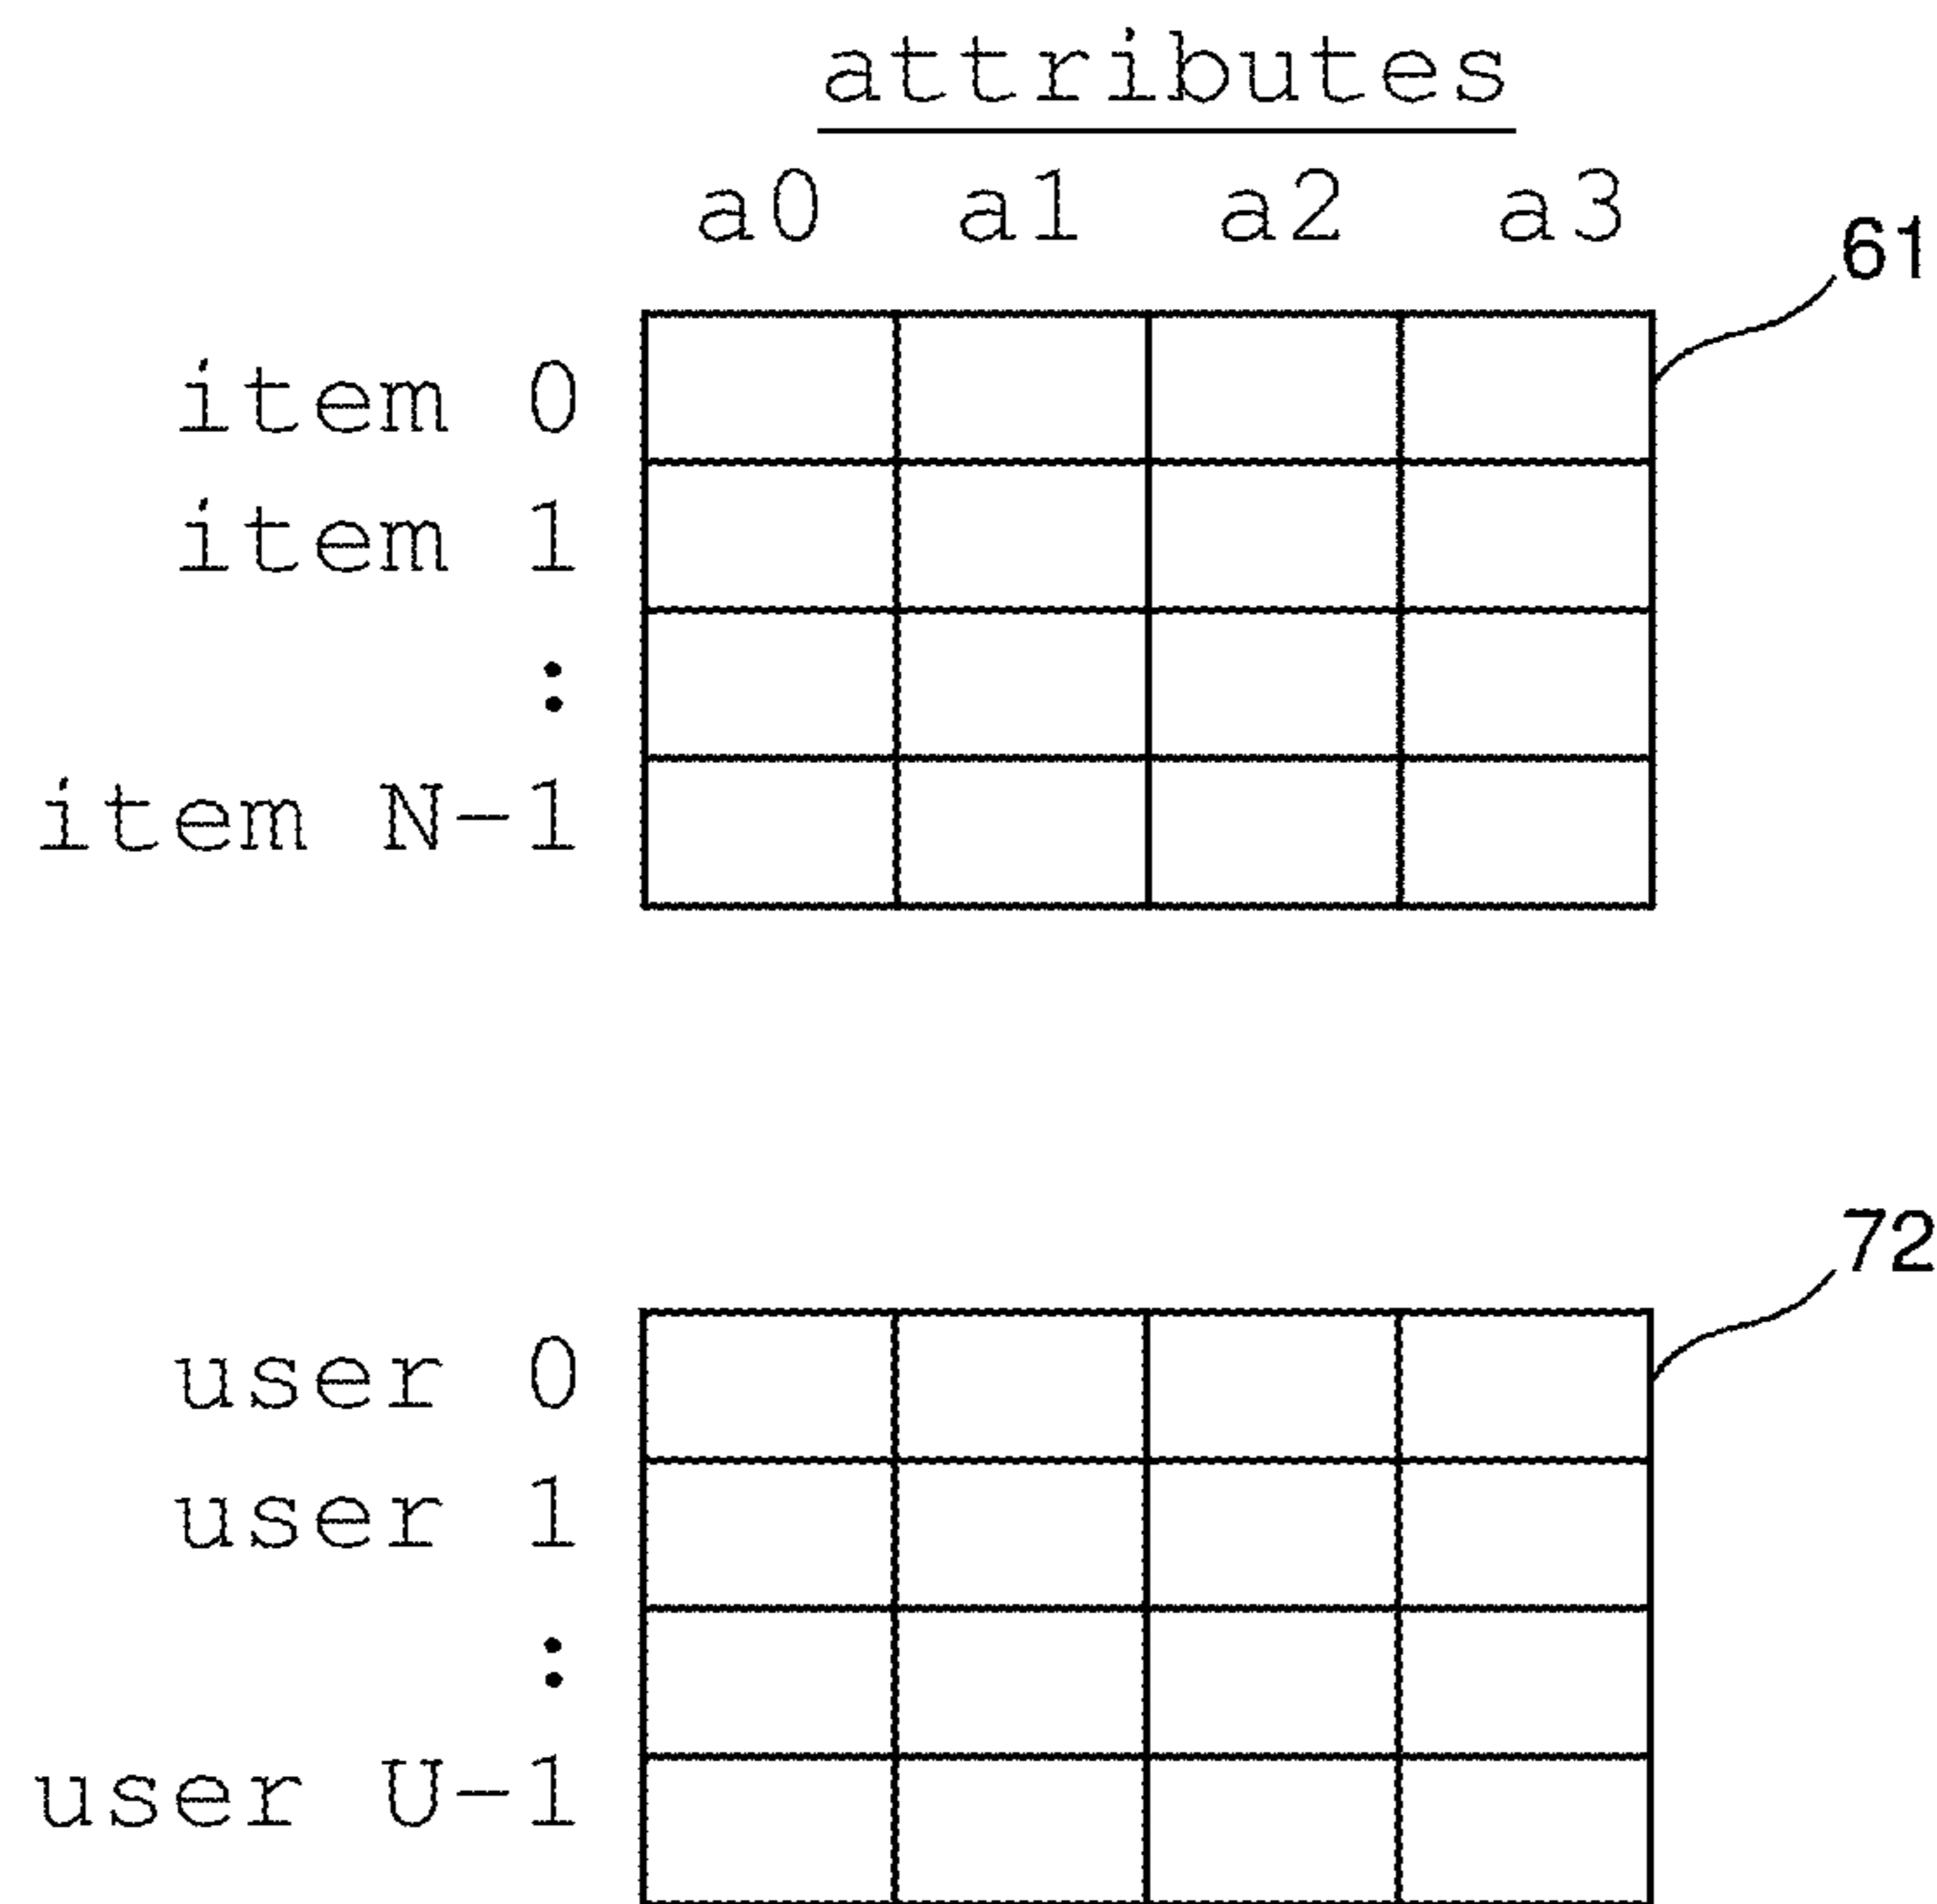 attributes
a0 a1 a2 a3
61
item 0
item 1
:
item N-1
72
user 0
user 1
:
user U-1